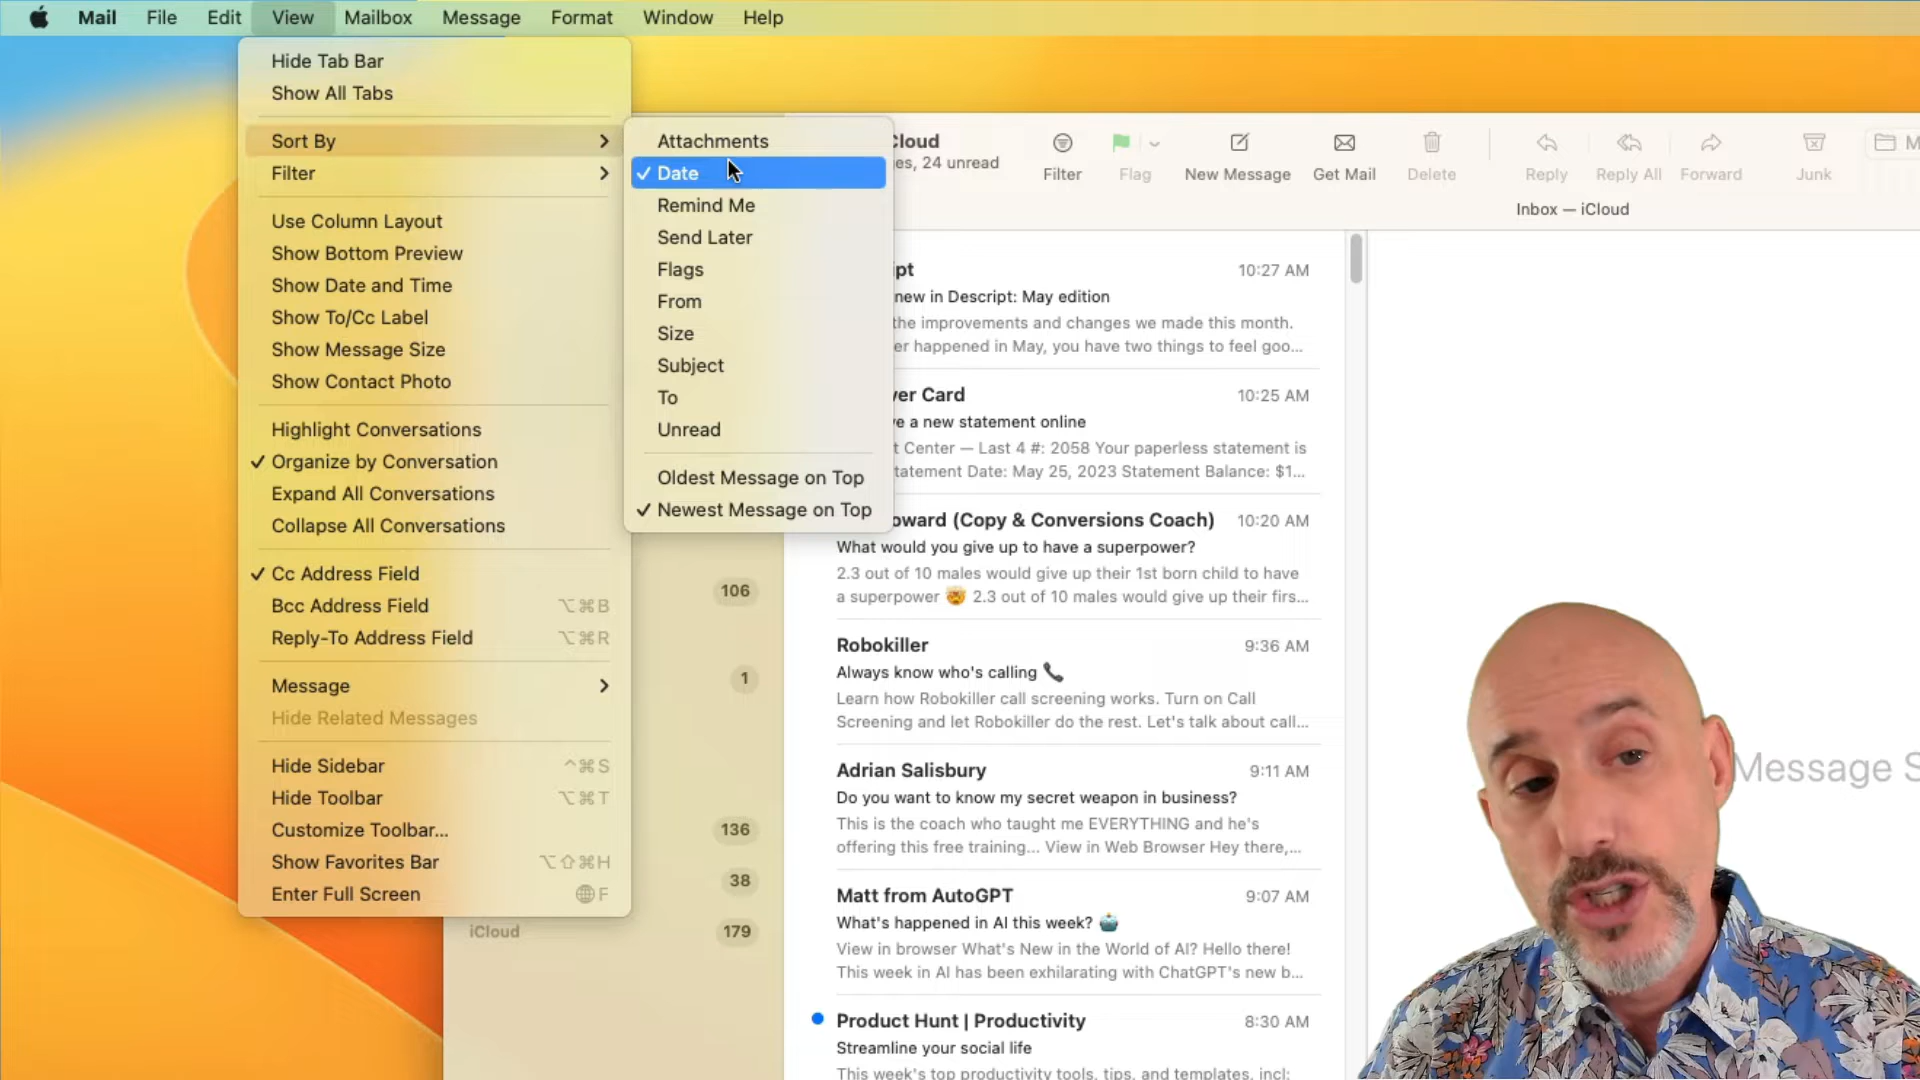 Mail File Edit View Mailbox Message Format Window Help
Hide Tab Bar
Show All Tabs
Sort By
Filter
Use Column Layout
Show Bottom Preview
Show Date and Time
Show To/Cc Label
Show Message Size
Show Contact Photo
Highlight Conversations
✓ Organize by Conversation
Expand All Conversations
Collapse All Conversations
✓ Cc Address Field
Bcc Address Field ⌥⌘B
Reply-To Address Field ⌥⌘R
Message
Hide Related Messages
Hide Sidebar ^⌘S
Hide Toolbar ⌥⌘T
Customize Toolbar...
Show Favorites Bar ⌥⇧⌘H
Enter Full Screen 🌐F
Attachments
✓ Date
Remind Me
Send Later
Flags
From
Size
Subject
To
Unread
Oldest Message on Top
✓ Newest Message on Top
106
1
136
38
iCloud 179
Cloud
es, 24 unread
Filter Flag New Message Get Mail Delete Reply Reply All Forward Junk M
Inbox — iCloud
ipt 10:27 AM
new in Descript: May edition
the improvements and changes we made this month.
er happened in May, you have two things to feel goo...
ver Card 10:25 AM
e a new statement online
t Center — Last 4 #: 2058 Your paperless statement is
tatement Date: May 25, 2023 Statement Balance: $1...
oward (Copy & Conversions Coach) 10:20 AM
What would you give up to have a superpower?
2.3 out of 10 males would give up their 1st born child to have
a superpower 🤯 2.3 out of 10 males would give up their firs...
Robokiller 9:36 AM
Always know who's calling 📞
Learn how Robokiller call screening works. Turn on Call
Screening and let Robokiller do the rest. Let's talk about call...
Adrian Salisbury 9:11 AM
Do you want to know my secret weapon in business?
This is the coach who taught me EVERYTHING and he's
offering this free training... View in Web Browser Hey there,...
Matt from AutoGPT 9:07 AM
What's happened in AI this week? 🤖
View in browser What's New in the World of AI? Hello there!
This week in AI has been exhilarating with ChatGPT's new b...
Product Hunt | Productivity 8:30 AM
Streamline your social life
This week's top productivity tools, tips, and templates, incl:
Message S